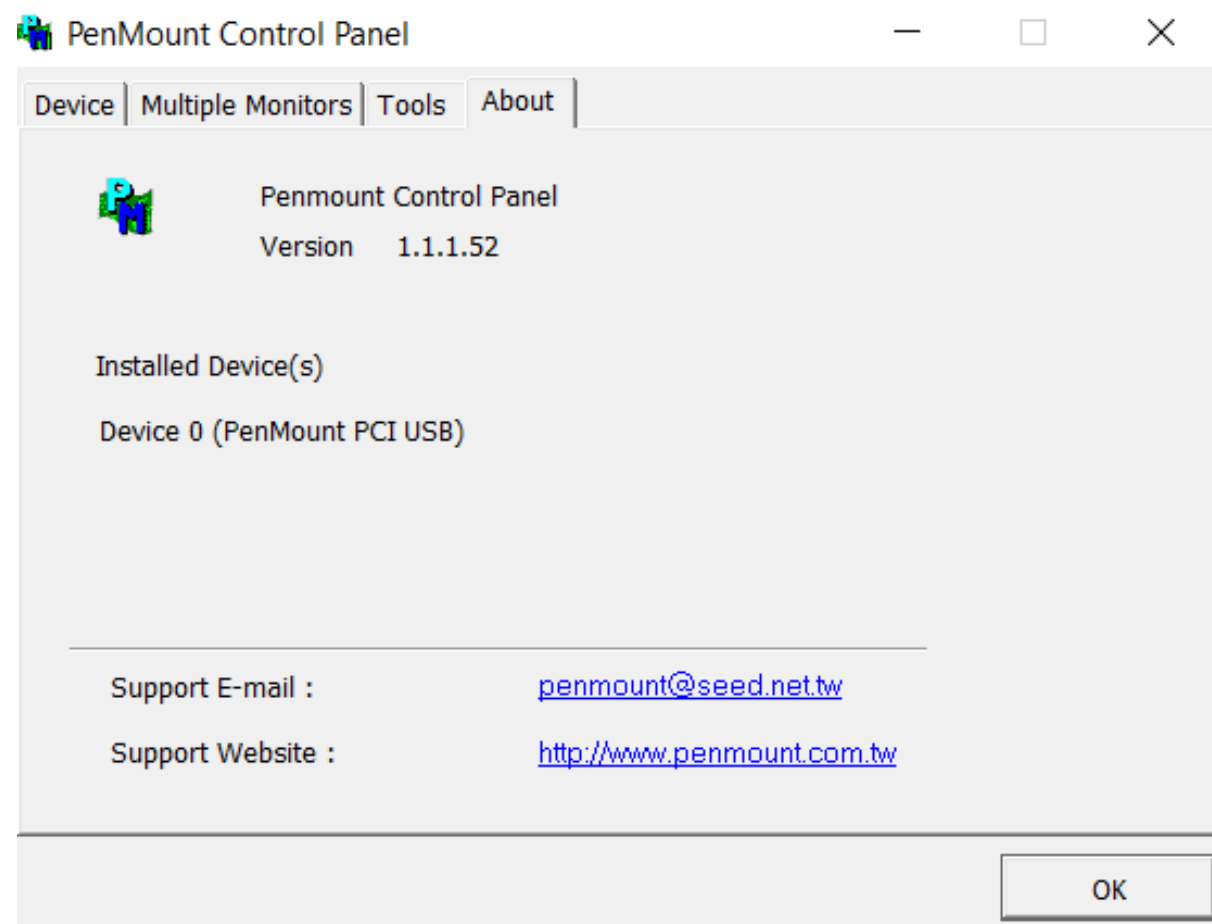 PenMount Control Panel
Device Multiple Monitors Tools About
Penmount Control Panel
Version 1.1.1.52
Installed Device(s)
Device 0 (PenMount PCI USB)
Support E-mail : penmount@seed.net.tw
Support Website : http://www.penmount.com.tw
OK